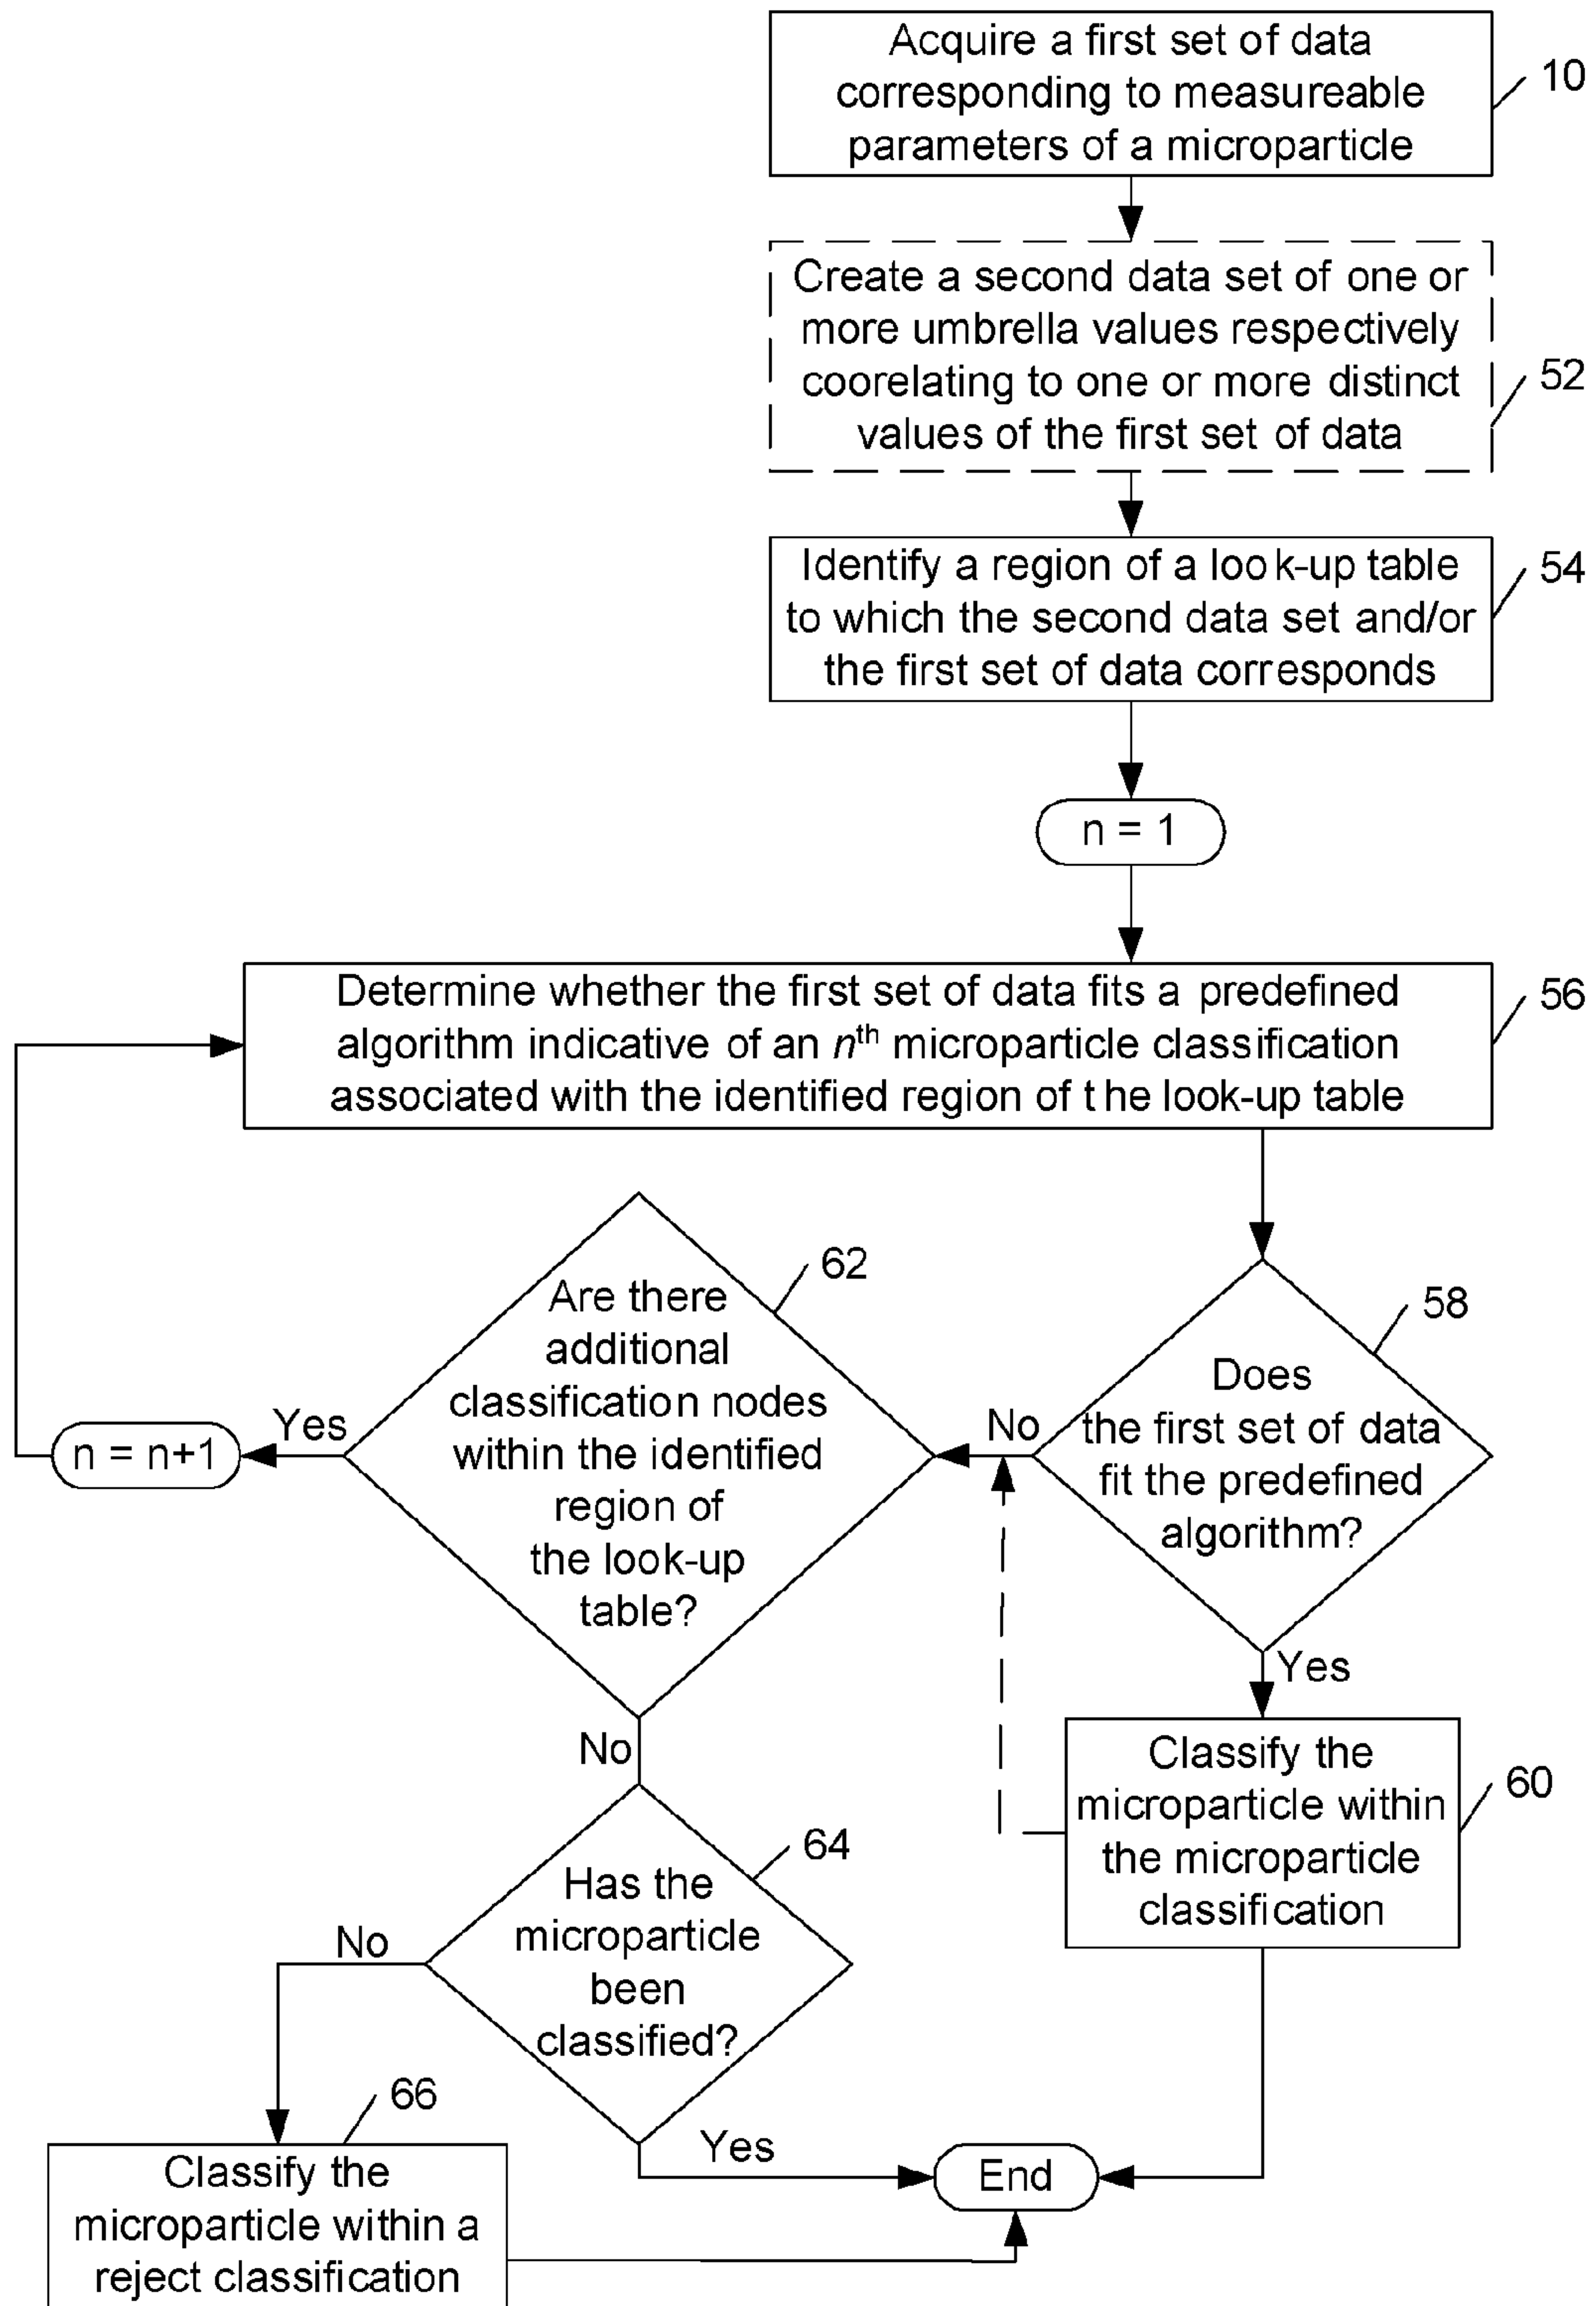 Acquire a first set of data
corresponding to measureable
parameters of a microparticle
10
Create a second data set of one or
more umbrella values respectively
coorelating to one or more distinct
values of the first set of data
52
Identify a region of a look-up table
to which the second data set and/or
the first set of data corresponds
54
n = 1
Determine whether the first set of data fits a predefined
algorithm indicative of an nth microparticle classification
associated with the identified region of the look-up table
56
62
Are there
additional
classification nodes
within the identified
region of
the look-up
table?
58
Does
the first set of data
fit the predefined
algorithm?
No
Yes
n = n+1
Yes
Classify the
microparticle within
the microparticle
classification
60
No
64
Has the
microparticle
been
classified?
No
Yes
66
Classify the
microparticle within a
reject classification
End